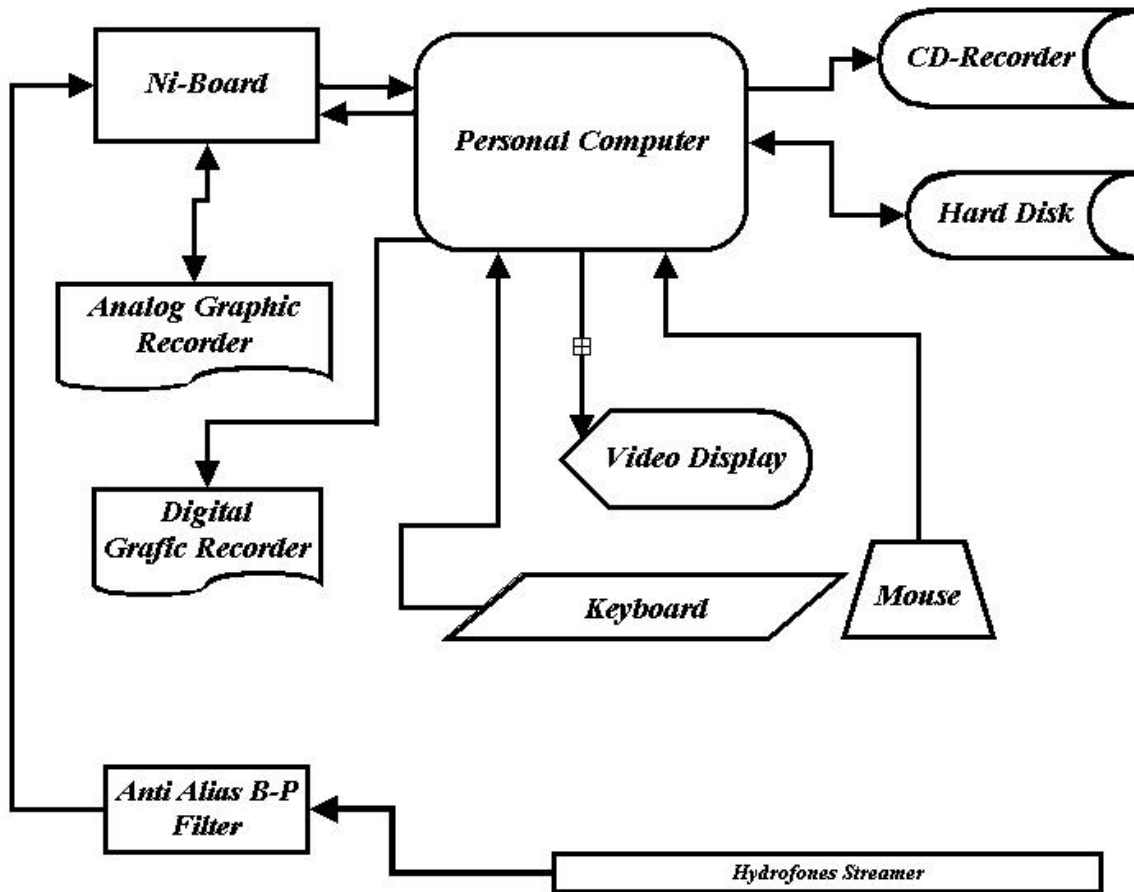 Ni-Board
CD-Recorder
Personal Computer
Hard Disk
Analog Graphic
Recorder
Video Display
Digital
Grafic Recorder
Keyboard
Mouse
Anti Alias B-P
Filter
Hydrofones Streamer